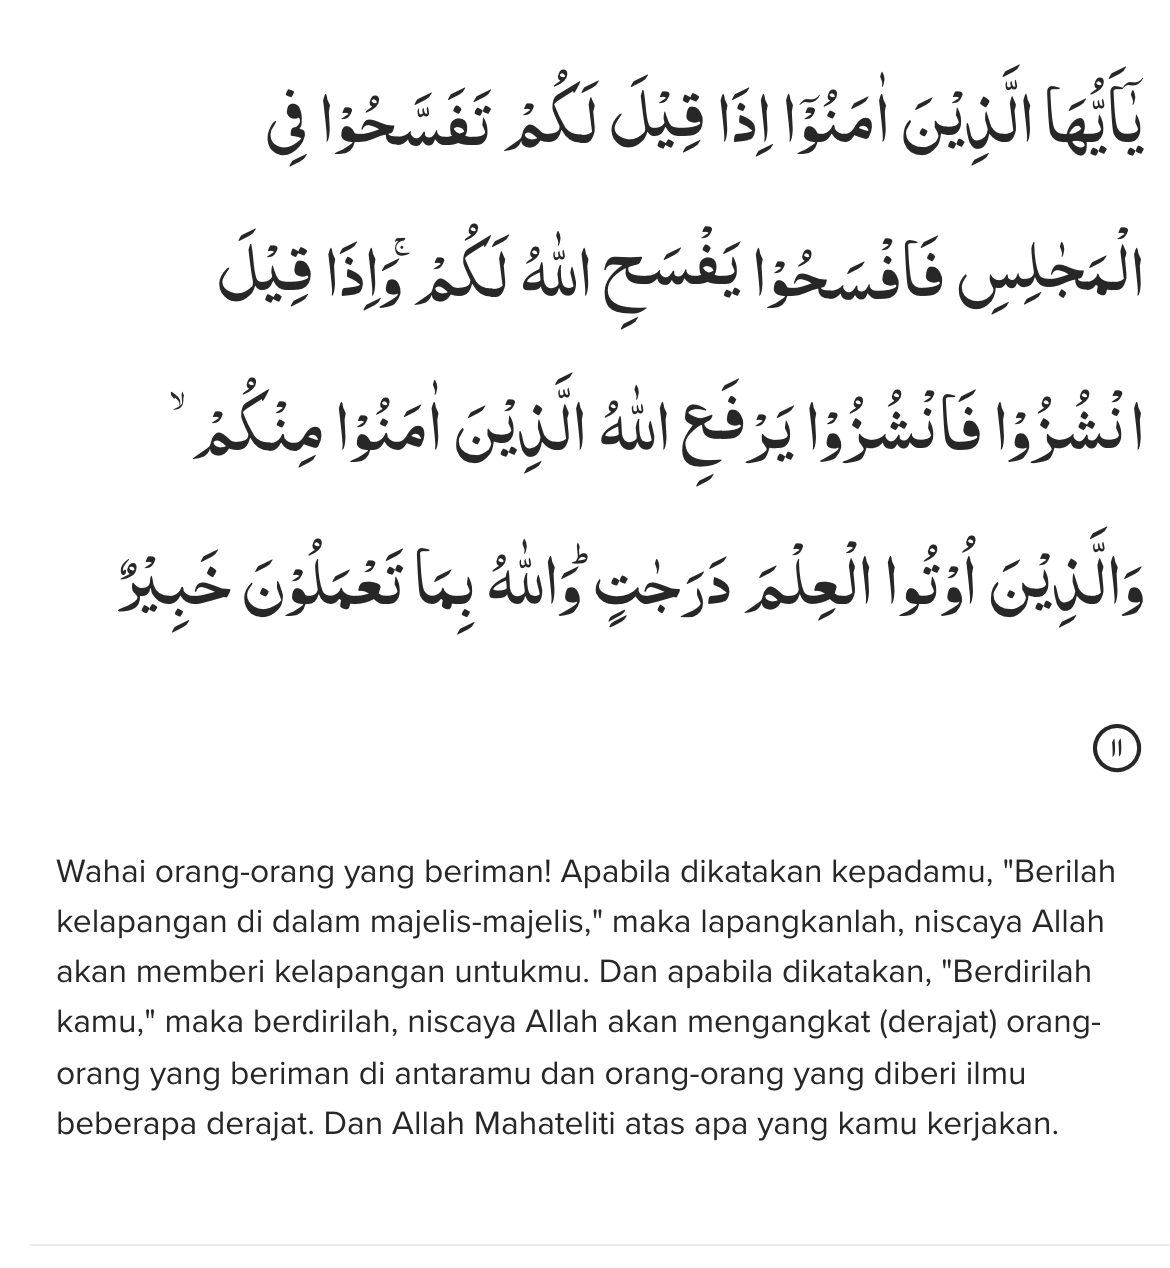 يٰٓاَيُّهَا الَّذِيْنَ اٰمَنُوْٓا اِذَا قِيْلَ لَكُمْ تَفَسَّحُوْا فِى
الْمَجٰلِسِ فَافْسَحُوْا يَفْسَحِ اللّٰهُ لَكُمْۚ وَاِذَا قِيْلَ
انْشُزُوْا فَانْشُزُوْا يَرْفَعِ اللّٰهُ الَّذِيْنَ اٰمَنُوْا مِنْكُمْۙ
وَالَّذِيْنَ اُوْتُوا الْعِلْمَ دَرَجٰتٍۗ وَاللّٰهُ بِمَا تَعْمَلُوْنَ خَبِيْرٌ
١١
Wahai orang-orang yang beriman! Apabila dikatakan kepadamu, "Berilah
kelapangan di dalam majelis-majelis," maka lapangkanlah, niscaya Allah
akan memberi kelapangan untukmu. Dan apabila dikatakan, "Berdirilah
kamu," maka berdirilah, niscaya Allah akan mengangkat (derajat) orang-
orang yang beriman di antaramu dan orang-orang yang diberi ilmu
beberapa derajat. Dan Allah Mahateliti atas apa yang kamu kerjakan.